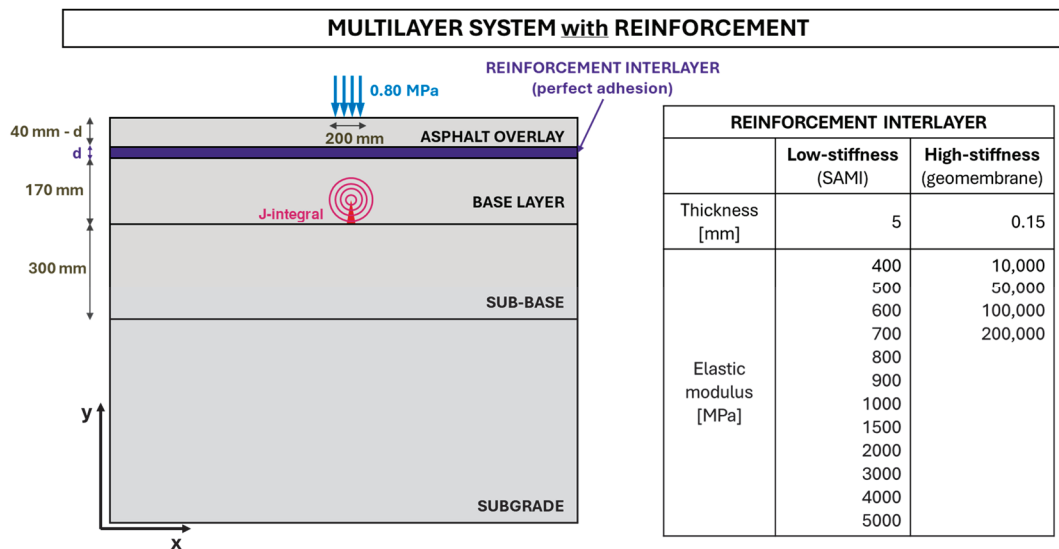 MULTILAYER SYSTEM with REINFORCEMENT
REINFORCEMENT INTERLAYER
(perfect adhesion)
0.80 MPa
40 mm - d
200 mm
ASPHALT OVERLAY
d
170 mm
BASE LAYER
J-integral
300 mm
SUB-BASE
y
SUBGRADE
x
REINFORCEMENT INTERLAYER
Low-stiffness High-stiffness
(SAMI) (geomembrane)
Thickness
[mm]
5 0.15
Elastic
modulus
[MPa]
400 10,000
500 50,000
600 100,000
700 200,000
800
900
1000
1500
2000
3000
4000
5000